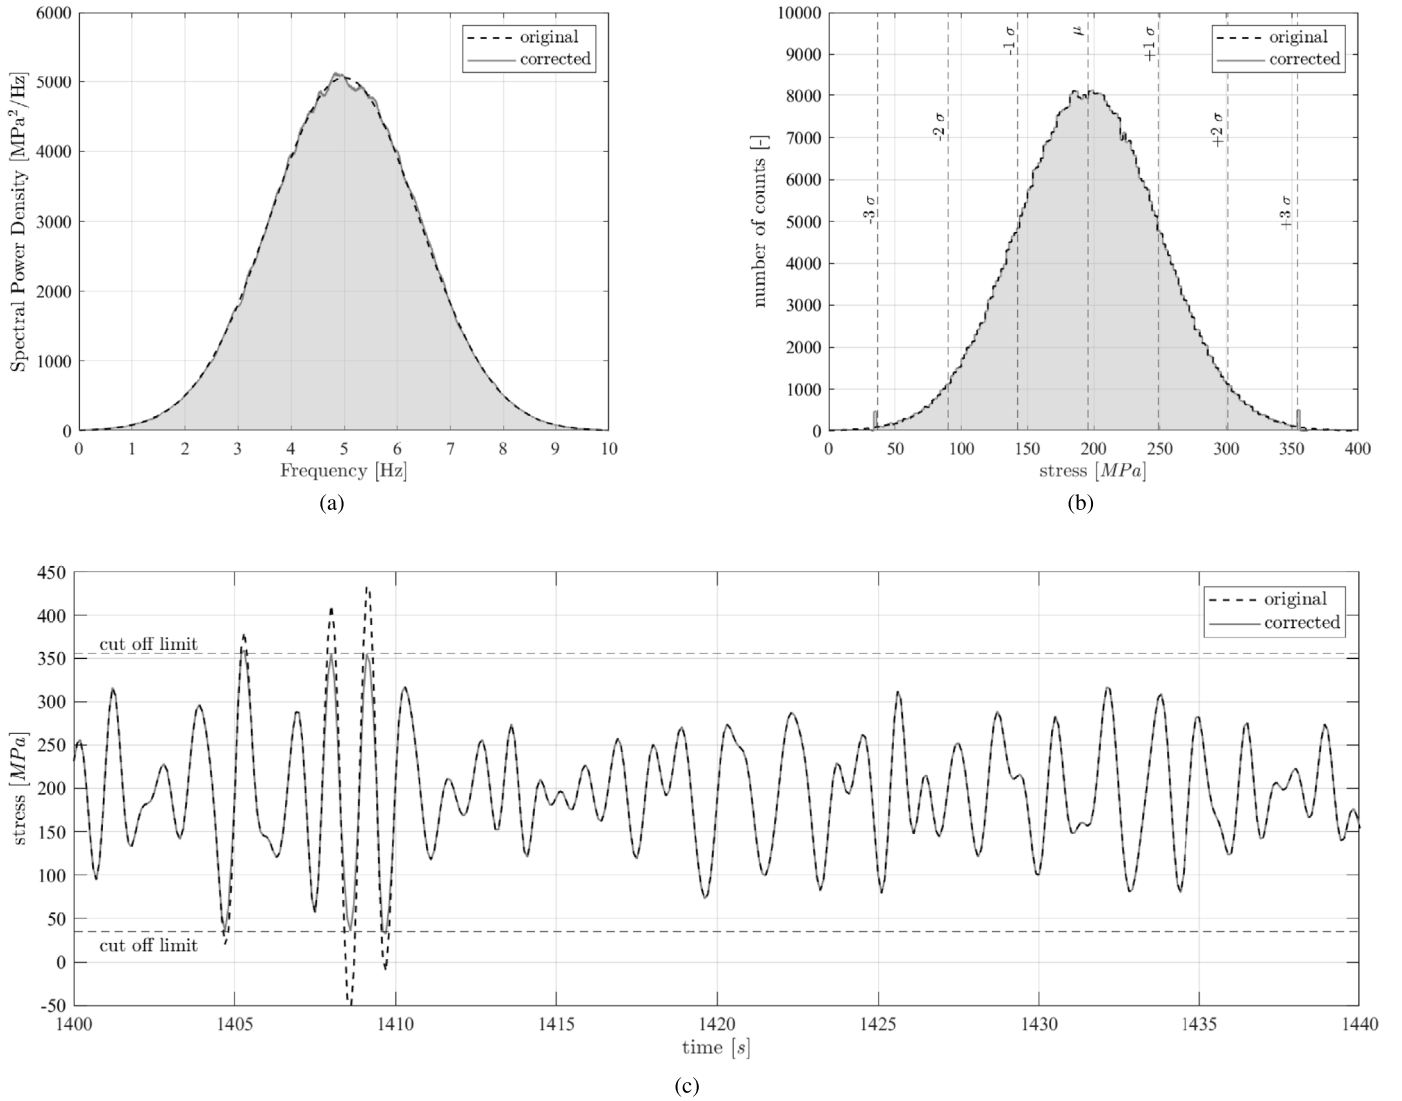 6000
5000
4000
3000
2000
1000
0
Spectral Power Density [MPa²/Hz]
original
corrected
0 1 2 3 4 5 6 7 8 9 10
Frequency [Hz]
(a)
10000
9000
8000
7000
6000
5000
4000
3000
2000
1000
0
number of counts [-]
-3 σ
-2 σ
-1 σ
μ
+1 σ
+2 σ
+3 σ
original
corrected
0 50 100 150 200 250 300 350 400
stress [MPa]
(b)
450
400
350
300
250
200
150
100
50
0
-50
stress [MPa]
cut off limit
cut off limit
original
corrected
1400 1405 1410 1415 1420 1425 1430 1435 1440
time [s]
(c)